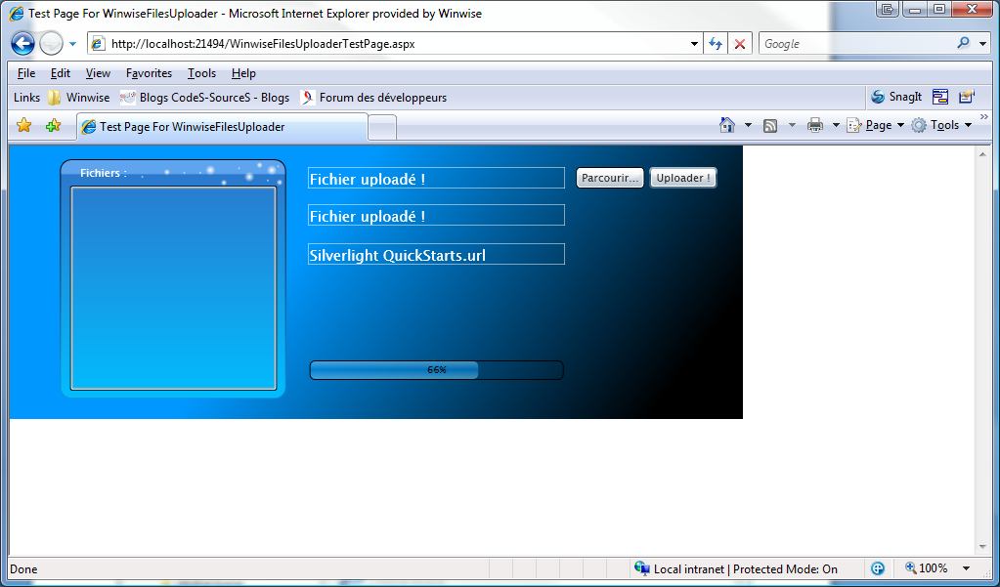 Test Page For WinwiseFilesUploader - Microsoft Internet Explorer provided by Winwise
http://localhost:21494/WinwiseFilesUploaderTestPage.aspx
Google
File Edit View Favorites Tools Help
Links Winwise Blogs CodeS-SourceS - Blogs Forum des développeurs SnagIt
Test Page For WinwiseFilesUploader Page Tools
Fichiers :
Fichier uploadé ! Parcourir... Uploader !
Fichier uploadé !
Silverlight QuickStarts.url
66%
Done Local intranet | Protected Mode: On 100%